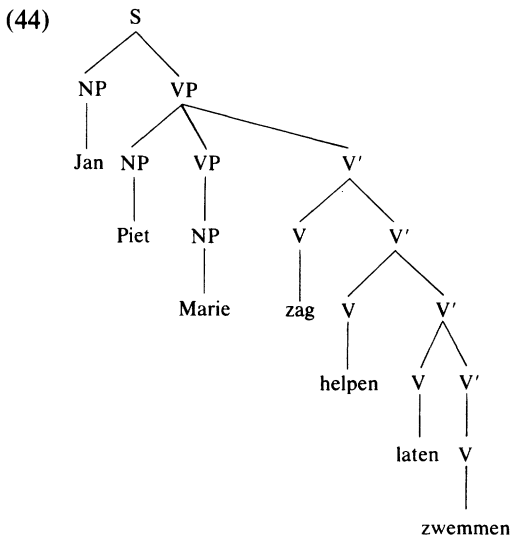 (44) S
NP VP
Jan NP VP V′
Piet NP V V′
Marie zag V V′
helpen V V′
laten V
zwemmen